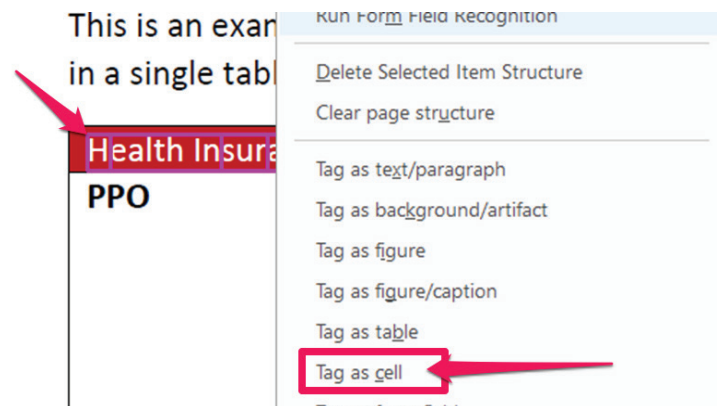 This is an exan
in a single tabl
Health Insura
PPO
Run Form Field Recognition
Delete Selected Item Structure
Clear page structure
Tag as text/paragraph
Tag as background/artifact
Tag as figure
Tag as figure/caption
Tag as table
Tag as cell